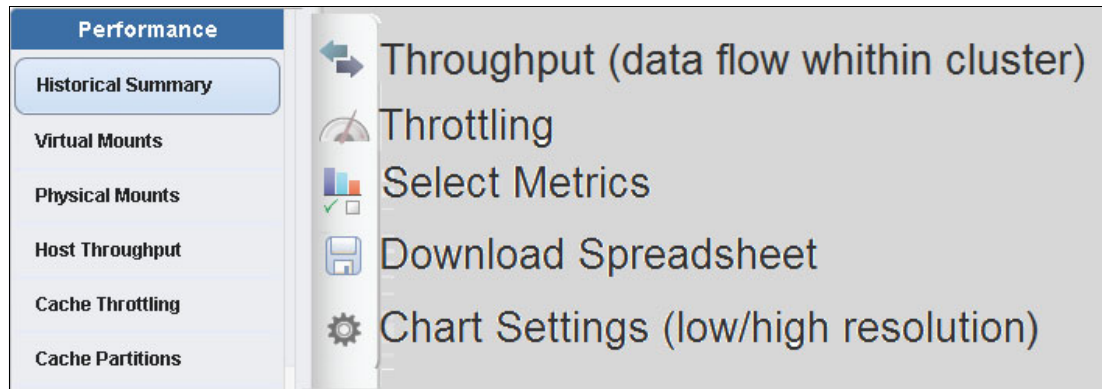 Performance
Historical Summary
Virtual Mounts
Physical Mounts
Host Throughput
Cache Throttling
Cache Partitions
Throughput (data flow whithin cluster)
Throttling
Select Metrics
Download Spreadsheet
Chart Settings (low/high resolution)